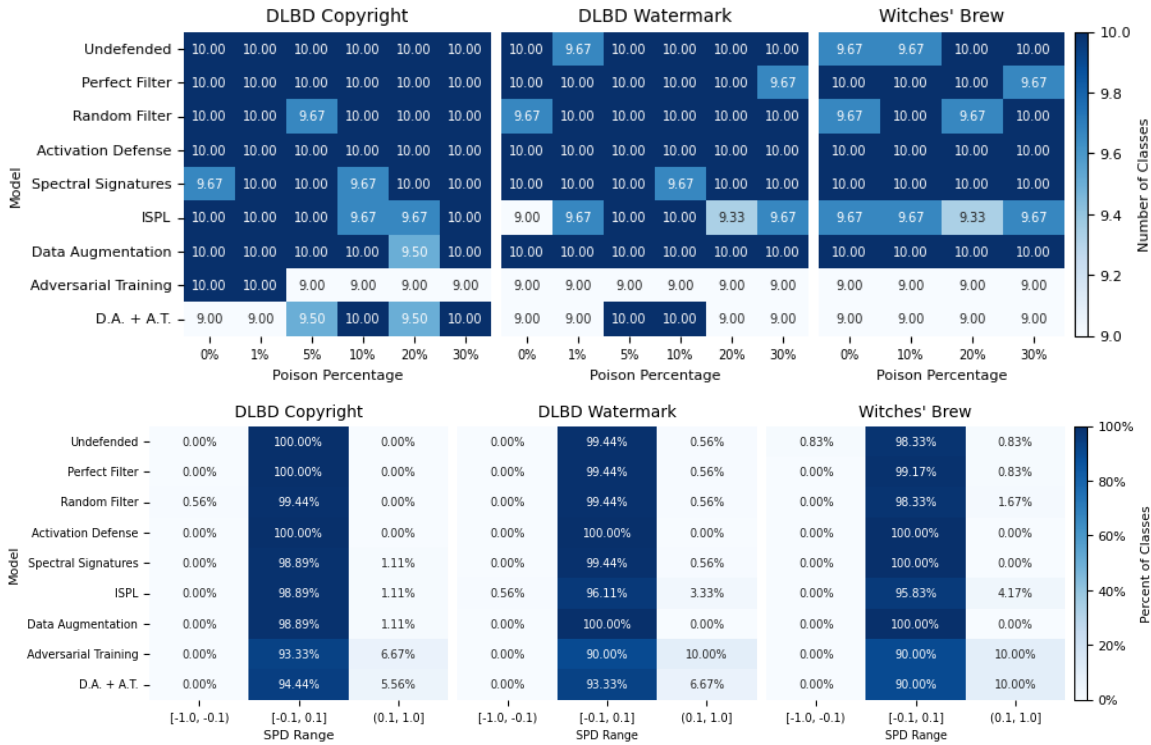 DLBD Copyright DLBD Watermark Witches' Brew
Undefended 10.00 10.00 10.00 10.00 10.00 10.00 10.00 9.67 10.00 10.00 10.00 10.00 9.67 9.67 10.00 10.00 10.0
Perfect Filter 10.00 10.00 10.00 10.00 10.00 10.00 10.00 10.00 10.00 10.00 10.00 9.67 10.00 10.00 10.00 9.67 9.8
Random Filter 10.00 10.00 9.67 10.00 10.00 10.00 9.67 10.00 10.00 10.00 10.00 10.00 9.67 10.00 9.67 10.00
Activation Defense 10.00 10.00 10.00 10.00 10.00 10.00 10.00 10.00 10.00 10.00 10.00 10.00 10.00 10.00 10.00 10.00 9.6
Spectral Signatures 9.67 10.00 10.00 9.67 10.00 10.00 10.00 10.00 10.00 9.67 10.00 10.00 10.00 10.00 10.00 10.00
ISPL 10.00 10.00 10.00 9.67 9.67 10.00 9.00 9.67 10.00 10.00 9.33 9.67 9.67 9.67 9.33 9.67 9.4
Data Augmentation 10.00 10.00 10.00 10.00 9.50 10.00 10.00 10.00 10.00 10.00 10.00 10.00 10.00 10.00 10.00 10.00
Adversarial Training 10.00 10.00 9.00 9.00 9.00 9.00 9.00 9.00 9.00 9.00 9.00 9.00 9.00 9.00 9.00 9.00 9.2
D.A. + A.T. 9.00 9.00 9.50 10.00 9.50 10.00 9.00 9.00 10.00 10.00 9.00 9.00 9.00 9.00 9.00 9.00 9.0
0% 1% 5% 10% 20% 30% 0% 1% 5% 10% 20% 30% 0% 10% 20% 30%
Poison Percentage Poison Percentage Poison Percentage
Model
Number of Classes
DLBD Copyright DLBD Watermark Witches' Brew
Undefended 0.00% 100.00% 0.00% 0.00% 99.44% 0.56% 0.83% 98.33% 0.83% 100%
Perfect Filter 0.00% 100.00% 0.00% 0.00% 99.44% 0.56% 0.00% 99.17% 0.83%
Random Filter 0.56% 99.44% 0.00% 0.00% 99.44% 0.56% 0.00% 98.33% 1.67% 80%
Activation Defense 0.00% 100.00% 0.00% 0.00% 100.00% 0.00% 0.00% 100.00% 0.00%
Spectral Signatures 0.00% 98.89% 1.11% 0.00% 99.44% 0.56% 0.00% 100.00% 0.00% 60%
ISPL 0.00% 98.89% 1.11% 0.56% 96.11% 3.33% 0.00% 95.83% 4.17% 40%
Data Augmentation 0.00% 98.89% 1.11% 0.00% 100.00% 0.00% 0.00% 100.00% 0.00%
Adversarial Training 0.00% 93.33% 6.67% 0.00% 90.00% 10.00% 0.00% 90.00% 10.00% 20%
D.A. + A.T. 0.00% 94.44% 5.56% 0.00% 93.33% 6.67% 0.00% 90.00% 10.00% 0%
[-1.0, -0.1) [-0.1, 0.1] (0.1, 1.0] [-1.0, -0.1) [-0.1, 0.1] (0.1, 1.0] [-1.0, -0.1) [-0.1, 0.1] (0.1, 1.0]
SPD Range SPD Range SPD Range
Model
Percent of Classes